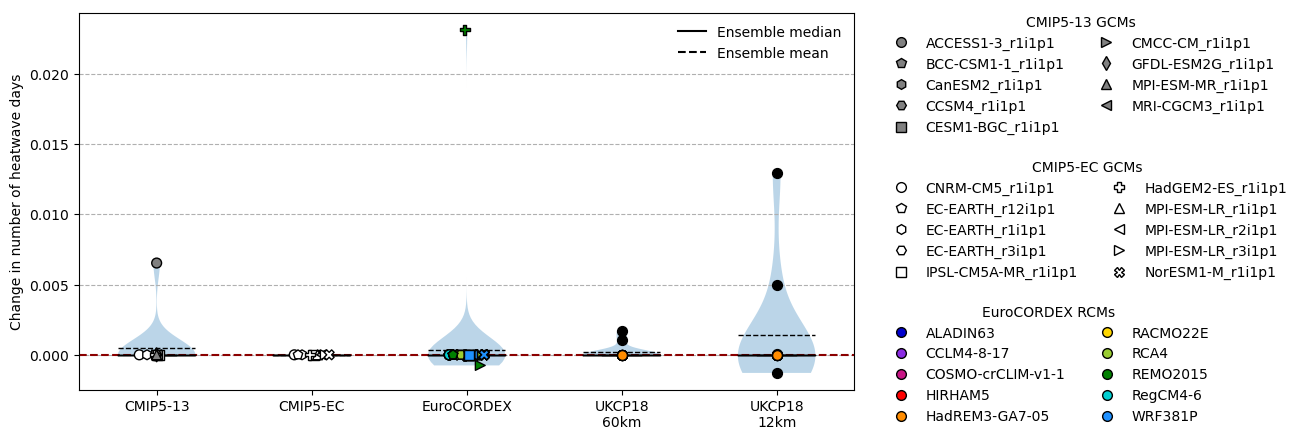 Change in number of heatwave days
0.020
0.015
0.010
0.005
0.000
Ensemble median
Ensemble mean
CMIP5-13
CMIP5-EC
EuroCORDEX
UKCP18
60km
UKCP18
12km
CMIP5-13 GCMs
ACCESS1-3_r1i1p1
BCC-CSM1-1_r1i1p1
CanESM2_r1i1p1
CCSM4_r1i1p1
CESM1-BGC_r1i1p1
CMCC-CM_r1i1p1
GFDL-ESM2G_r1i1p1
MPI-ESM-MR_r1i1p1
MRI-CGCM3_r1i1p1
CMIP5-EC GCMs
CNRM-CM5_r1i1p1
EC-EARTH_r12i1p1
EC-EARTH_r1i1p1
EC-EARTH_r3i1p1
IPSL-CM5A-MR_r1i1p1
HadGEM2-ES_r1i1p1
MPI-ESM-LR_r1i1p1
MPI-ESM-LR_r2i1p1
MPI-ESM-LR_r3i1p1
NorESM1-M_r1i1p1
EuroCORDEX RCMs
ALADIN63
CCLM4-8-17
COSMO-crCLIM-v1-1
HIRHAM5
HadREM3-GA7-05
RACMO22E
RCA4
REMO2015
RegCM4-6
WRF381P